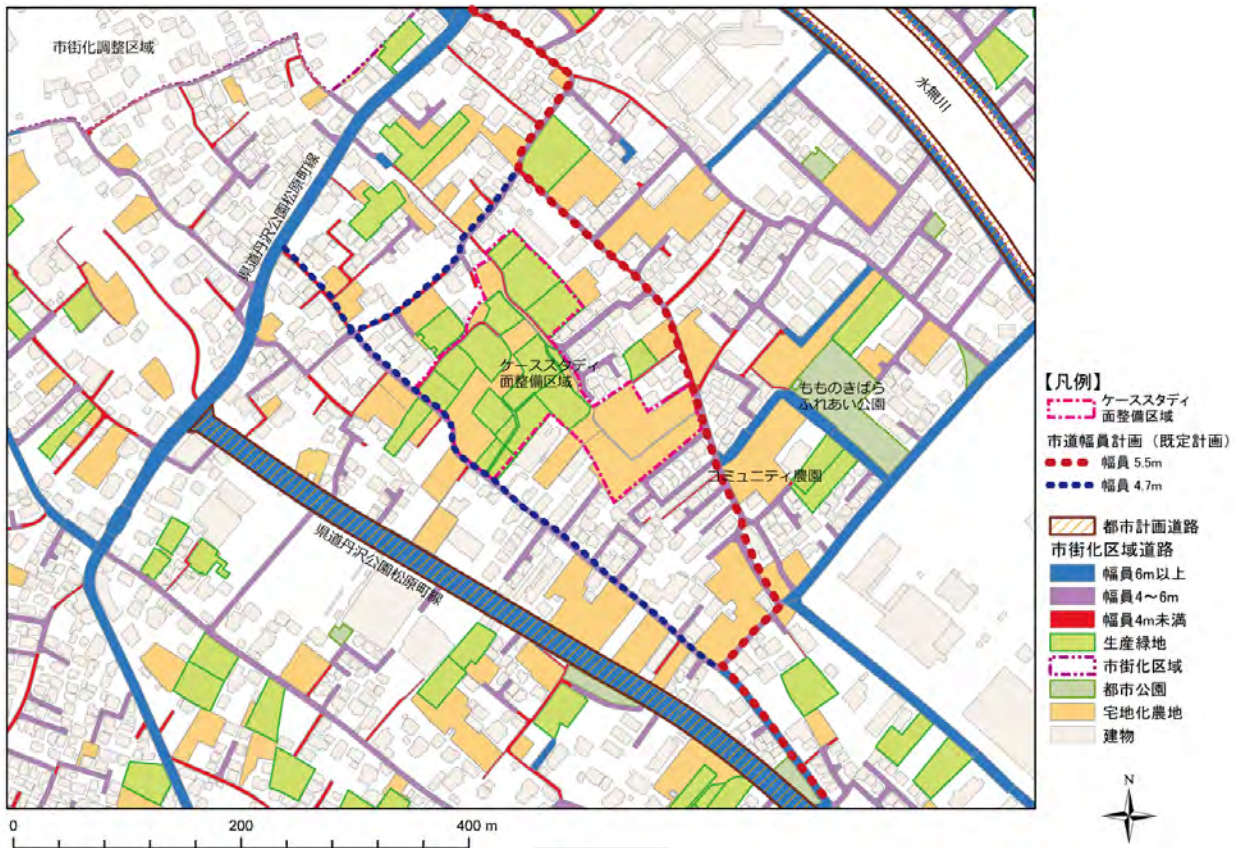 市街化調整区域
水無川
県道丹沢公園松原町線
ケーススタディ
面整備区域
もものきばら
ふれあい公園
コミュニティ農園
県道丹沢公園松原町線
【凡例】
ケーススタディ
面整備区域
市道幅員計画（既定計画）
幅員 5.5m
幅員 4.7m
都市計画道路
市街化区域道路
幅員6m以上
幅員4〜6m
幅員4m未満
生産緑地
市街化区域
都市公園
宅地化農地
建物
N
0 200 400 m